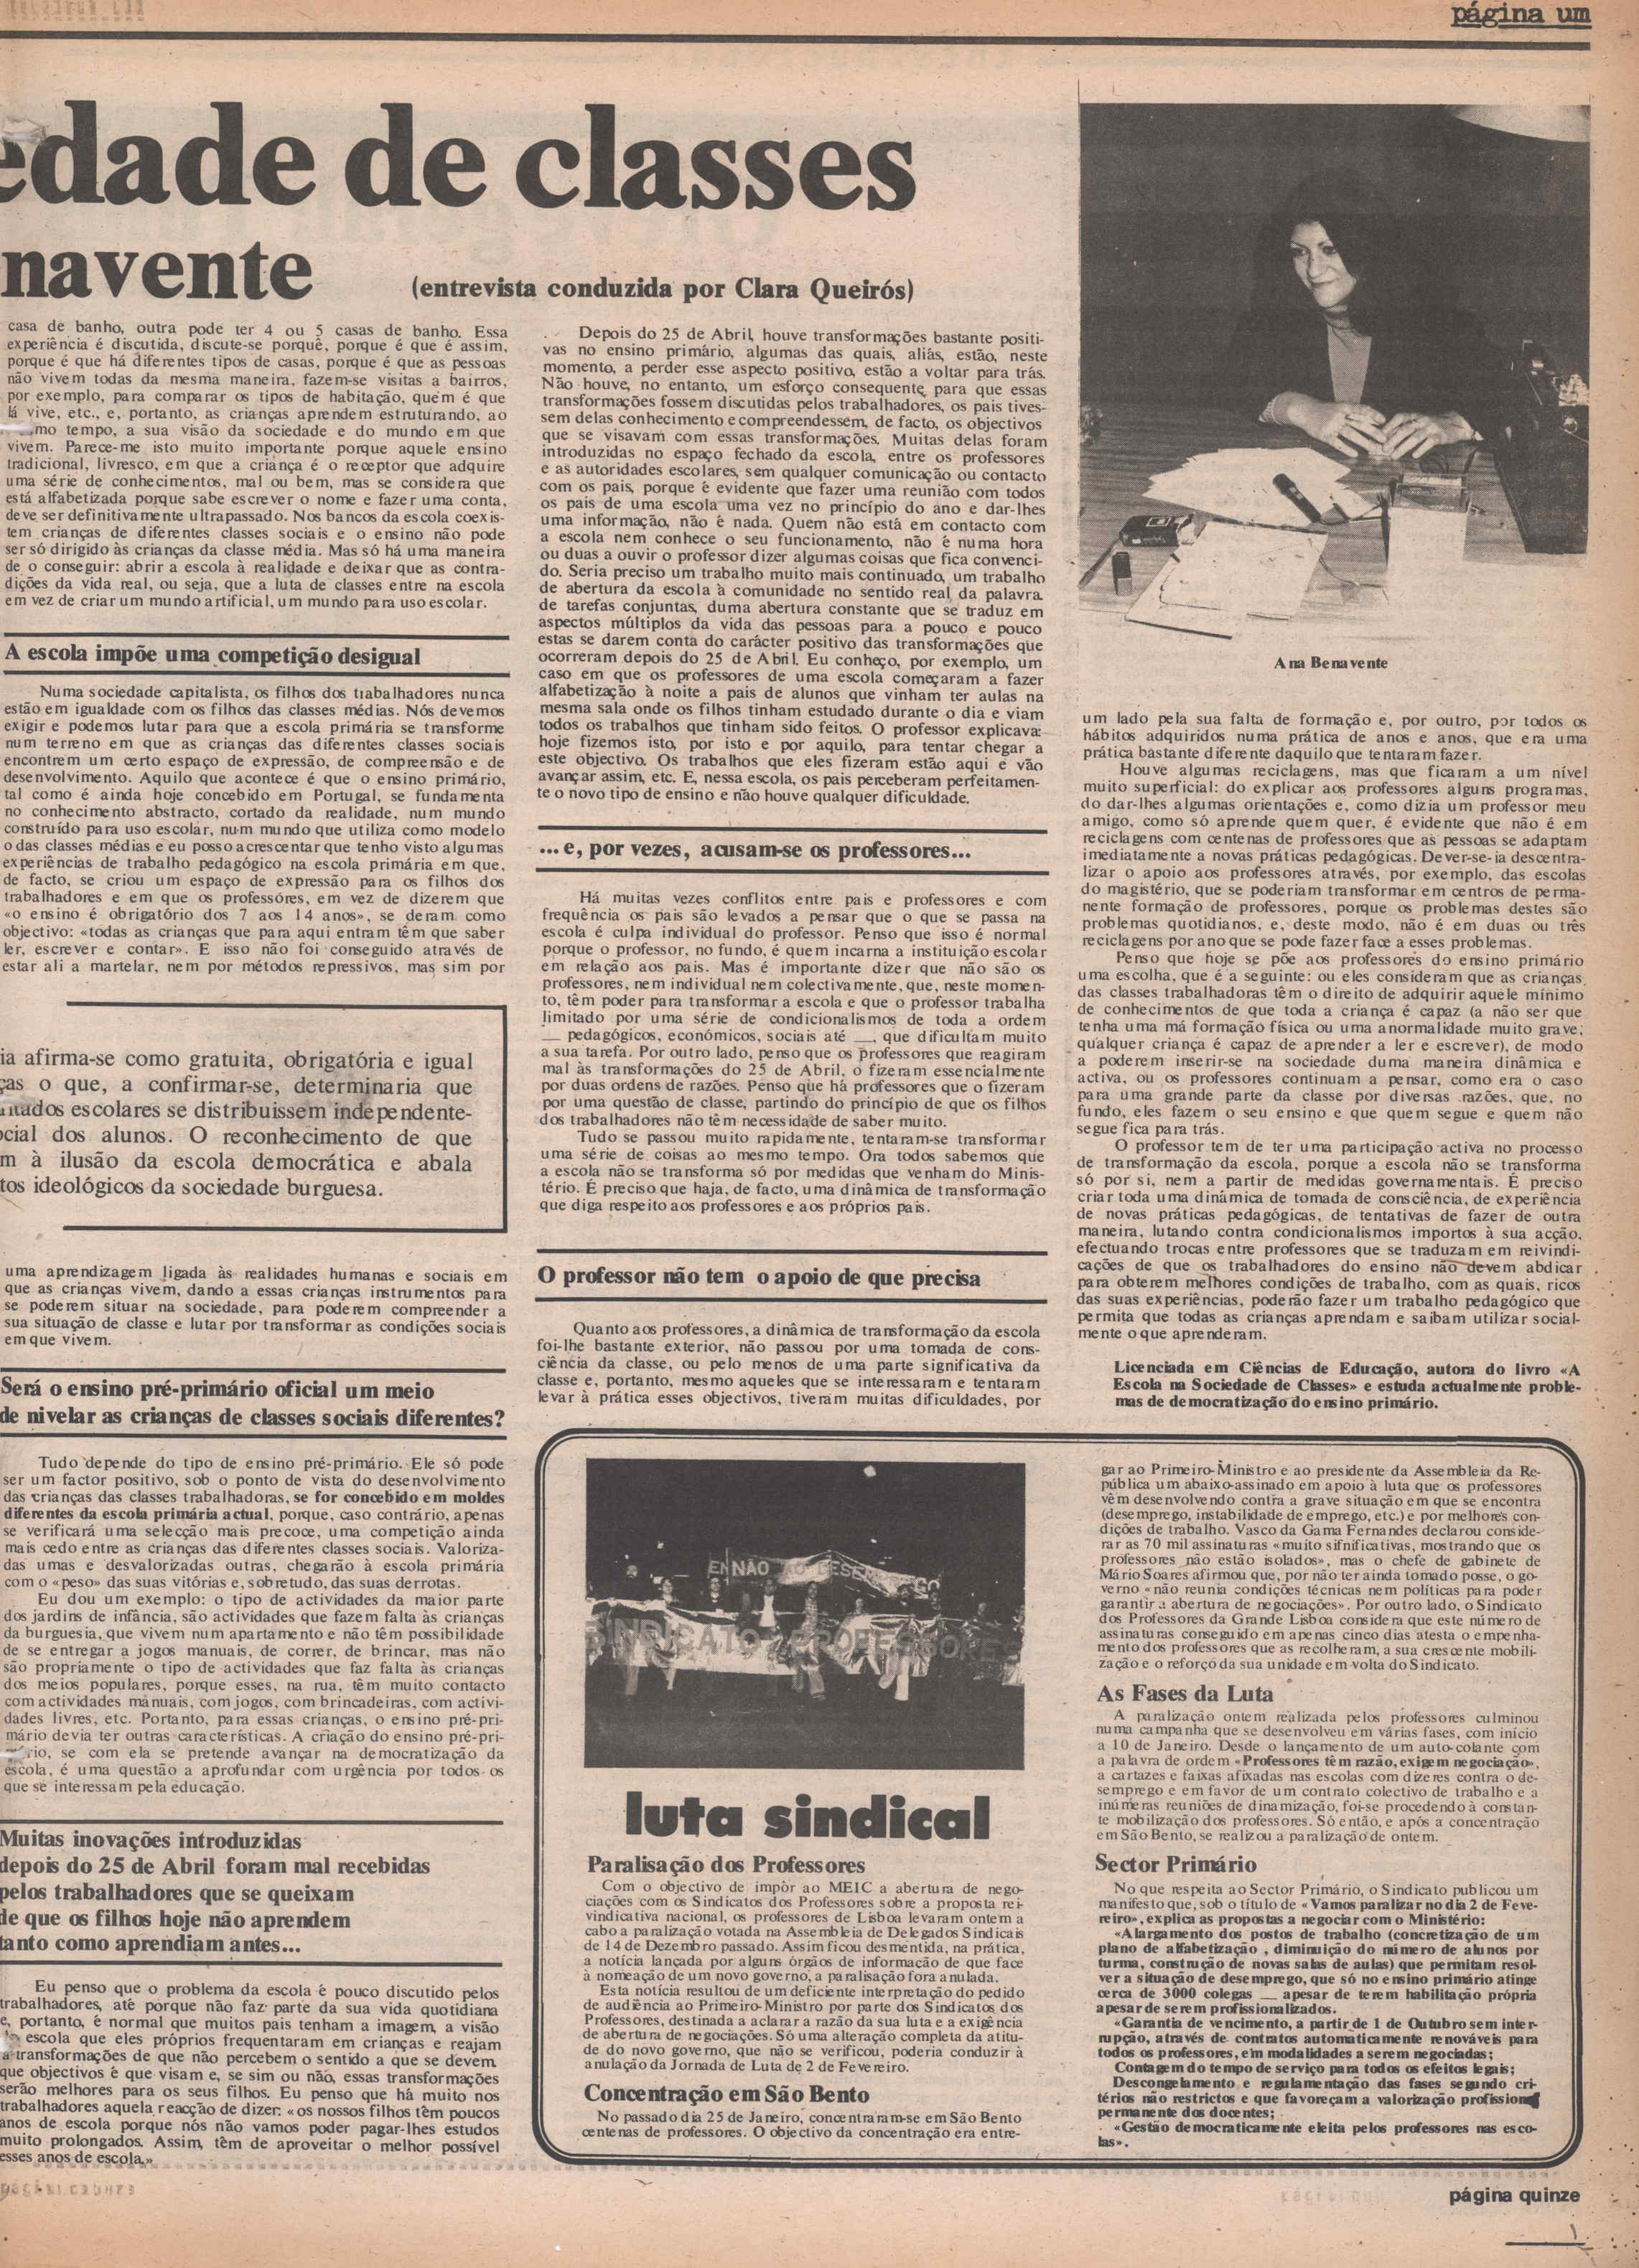 página um
edade de classes
navente
(entrevista conduzida por Clara Queirós)
casa de banho, outra pode ter 4 ou 5 casas de banho. Essa
experiência é discutida, discute-se porquê, porque é que é assim,
porque é que há diferentes tipos de casas, porque é que as pessoas
não vivem todas da mesma maneira, fazem-se visitas a bairros,
por exemplo, para comparar os tipos de habitação, quem é que
lá vive, etc., e, portanto, as crianças aprendem estruturando, ao
mo tempo, a sua visão da sociedade e do mundo em que
vivem. Parece-me isto muito importante porque aquele ensino
tradicional, livresco, em que a criança é o receptor que adquire
uma série de conhecimentos, mal ou bem, mas se considera que
está alfabetizada porque sabe escrever o nome e fazer uma conta,
deve ser definitivamente ultrapassado. Nos bancos da escola coexis-
tem crianças de diferentes classes sociais e o ensino não pode
ser só dirigido às crianças da classe média. Mas só há uma maneira
de o conseguir: abrir a escola à realidade e deixar que as contra-
dições da vida real, ou seja, que a luta de classes entre na escola
em vez de criar um mundo artificial, um mundo para uso escolar.
A escola impõe uma competição desigual
Numa sociedade capitalista, os filhos dos trabalhadores nunca
estão em igualdade com os filhos das classes médias. Nós devemos
exigir e podemos lutar para que a escola primária se transforme
num terreno em que as crianças das diferentes classes sociais
encontrem um certo espaço de expressão, de compreensão e de
desenvolvimento. Aquilo que acontece é que o ensino primário,
tal como é ainda hoje concebido em Portugal, se fundamenta
no conhecimento abstracto, cortado da realidade, num mundo
construído para uso escolar, num mundo que utiliza como modelo
o das classes médias e eu posso acrescentar que tenho visto algumas
experiências de trabalho pedagógico na escola primária em que,
de facto, se criou um espaço de expressão para os filhos dos
trabalhadores e em que os professores, em vez de dizerem que
«o ensino é obrigatório dos 7 aos 14 anos», se deram como
objectivo: «todas as crianças que para aqui entram têm que saber
ler, escrever e contar». E isso não foi conseguido através de
estar ali a martelar, nem por métodos repressivos, mas sim por
ia afirma-se como gratuita, obrigatória e igual
ças o que, a confirmar-se, determinaria que
ltados escolares se distribuissem independente-
cial dos alunos. O reconhecimento de que
m à ilusão da escola democrática e abala
tos ideológicos da sociedade burguesa.
uma aprendizagem ligada às realidades humanas e sociais em
que as crianças vivem, dando a essas crianças instrumentos para
se poderem situar na sociedade, para poderem compreender a
sua situação de classe e lutar por transformar as condições sociais
em que vivem.
Será o ensino pré-primário oficial um meio
de nivelar as crianças de classes sociais diferentes?
Tudo depende do tipo de ensino pré-primário. Ele só pode
ser um factor positivo, sob o ponto de vista do desenvolvimento
das crianças das classes trabalhadoras, se for concebido em moldes
diferentes da escola primária actual, porque, caso contrário, apenas
se verificará uma selecção mais precoce, uma competição ainda
mais cedo entre as crianças das diferentes classes sociais. Valoriza-
das umas e desvalorizadas outras, chegarão à escola primária
com o «peso» das suas vitórias e, sobretudo, das suas derrotas.
Eu dou um exemplo: o tipo de actividades da maior parte
dos jardins de infância, são actividades que fazem falta às crianças
da burguesia, que vivem num apartamento e não têm possibilidade
de se entregar a jogos manuais, de correr, de brincar, mas não
são propriamente o tipo de actividades que faz falta às crianças
dos meios populares, porque esses, na rua, têm muito contacto
com actividades manuais, com jogos, com brincadeiras, com activi-
dades livres, etc. Portanto, para essas crianças, o ensino pré-pri-
mário devia ter outras características. A criação do ensino pré-pri-
rio, se com ela se pretende avançar na democratização da
escola, é uma questão a aprofundar com urgência por todos os
que se interessam pela educação.
Muitas inovações introduzidas
depois do 25 de Abril foram mal recebidas
pelos trabalhadores que se queixam
de que os filhos hoje não aprendem
tanto como aprendiam antes...
Eu penso que o problema da escola é pouco discutido pelos
trabalhadores, até porque não faz parte da sua vida quotidiana
e, portanto, é normal que muitos pais tenham a imagem, a visão
escola que eles próprios frequentaram em crianças e reajam
a transformações de que não percebem o sentido a que se devem
que objectivos é que visam e, se sim ou não, essas transformações
serão melhores para os seus filhos. Eu penso que há muito nos
trabalhadores aquela reacção de dizer: «os nossos filhos têm poucos
anos de escola porque nós não vamos poder pagar-lhes estudos
muito prolongados. Assim, têm de aproveitar o melhor possível
esses anos de escola.»
Depois do 25 de Abril, houve transformações bastante positi-
vas no ensino primário, algumas das quais, aliás, estão, neste
momento, a perder esse aspecto positivo, estão a voltar para trás.
Não houve, no entanto, um esforço consequente para que essas
transformações fossem discutidas pelos trabalhadores, os pais tives-
sem delas conhecimento e compreendessem, de facto, os objectivos
que se visavam com essas transformações. Muitas delas foram
introduzidas no espaço fechado da escola, entre os professores
e as autoridades escolares, sem qualquer comunicação ou contacto
com os pais, porque é evidente que fazer uma reunião com todos
os pais de uma escola uma vez no princípio do ano e dar-lhes
uma informação, não é nada. Quem não está em contacto com
a escola nem conhece o seu funcionamento, não é numa hora
ou duas a ouvir o professor dizer algumas coisas que fica convenci-
do. Seria preciso um trabalho muito mais continuado, um trabalho
de abertura da escola à comunidade no sentido real da palavra.
de tarefas conjuntas, duma abertura constante que se traduz em
aspectos múltiplos da vida das pessoas para a pouco e pouco
estas se darem conta do carácter positivo das transformações que
ocorreram depois do 25 de Abril. Eu conheço, por exemplo, um
caso em que os professores de uma escola começaram a fazer
alfabetização à noite a pais de alunos que vinham ter aulas na
mesma sala onde os filhos tinham estudado durante o dia e viam
todos os trabalhos que tinham sido feitos. O professor explicava:
hoje fizemos isto, por isto e por aquilo, para tentar chegar a
este objectivo. Os trabalhos que eles fizeram estão aqui e vão
avançar assim, etc. E, nessa escola, os pais perceberam perfeitamen-
te o novo tipo de ensino e não houve qualquer dificuldade.
...e, por vezes, acusam-se os professores...
Há muitas vezes conflitos entre pais e professores e com
frequência os pais são levados a pensar que o que se passa na
escola é culpa individual do professor. Penso que isso é normal
porque o professor, no fundo, é quem incarna a instituição escolar
em relação aos pais. Mas é importante dizer que não são os
professores, nem individual nem colectivamente, que, neste momen-
to, têm poder para transformar a escola e que o professor trabalha
limitado por uma série de condicionalismos de toda a ordem
— pedagógicos, económicos, sociais até —, que dificultam muito
a sua tarefa. Por outro lado, penso que os professores que reagiram
mal às transformações do 25 de Abril, o fizeram essencialmente
por duas ordens de razões. Penso que há professores que o fizeram
por uma questão de classe, partindo do princípio de que os filhos
dos trabalhadores não têm necessidade de saber muito.
Tudo se passou muito rapidamente, tentaram-se transformar
uma série de coisas ao mesmo tempo. Ora todos sabemos que
a escola não se transforma só por medidas que venham do Minis-
tério. É preciso que haja, de facto, uma dinâmica de transformação
que diga respeito aos professores e aos próprios pais.
O professor não tem o apoio de que precisa
Quanto aos professores, a dinâmica de transformação da escola
foi-lhe bastante exterior, não passou por uma tomada de cons-
ciência da classe, ou pelo menos de uma parte significativa da
classe e, portanto, mesmo aqueles que se interessaram e tentaram
levar à prática esses objectivos, tiveram muitas dificuldades, por
Ana Benavente
um lado pela sua falta de formação e, por outro, por todos os
hábitos adquiridos numa prática de anos e anos, que era uma
prática bastante diferente daquilo que tentaram fazer.
Houve algumas reciclagens, mas que ficaram a um nível
muito superficial: do explicar aos professores alguns programas,
do dar-lhes algumas orientações e, como dizia um professor meu
amigo, como só aprende quem quer, é evidente que não é em
reciclagens com centenas de professores que as pessoas se adaptam
imediatamente a novas práticas pedagógicas. Dever-se-ia descentra-
lizar o apoio aos professores através, por exemplo, das escolas
do magistério, que se poderiam transformar em centros de perma-
nente formação de professores, porque os problemas destes são
problemas quotidianos, e, deste modo, não é em duas ou três
reciclagens por ano que se pode fazer face a esses problemas.
Penso que hoje se põe aos professores do ensino primário
uma escolha, que é a seguinte: ou eles consideram que as crianças
das classes trabalhadoras têm o direito de adquirir aquele mínimo
de conhecimentos de que toda a criança é capaz (a não ser que
tenha uma má formação física ou uma anormalidade muito grave;
qualquer criança é capaz de aprender a ler e escrever), de modo
a poderem inserir-se na sociedade duma maneira dinâmica e
activa, ou os professores continuam a pensar, como era o caso
para uma grande parte da classe por diversas razões, que, no
fundo, eles fazem o seu ensino e que quem segue e quem não
segue fica para trás.
O professor tem de ter uma participação activa no processo
de transformação da escola, porque a escola não se transforma
só por si, nem a partir de medidas governamentais. É preciso
criar toda uma dinâmica de tomada de consciência, de experiência
de novas práticas pedagógicas, de tentativas de fazer de outra
maneira, lutando contra condicionalismos importos à sua acção,
efectuando trocas entre professores que se traduzam em reivindi-
cações de que os trabalhadores do ensino não devem abdicar
para obterem melhores condições de trabalho, com as quais, ricos
das suas experiências, poderão fazer um trabalho pedagógico que
permita que todas as crianças aprendam e saibam utilizar social-
mente o que aprenderam.
Licenciada em Ciências de Educação, autora do livro «A
Escola na Sociedade de Classes» e estuda actualmente proble-
mas de democratização do ensino primário.
EM NÃO AO DESEMPREGO
SINDICATO PROFESSORES
luta sindical
Paralisação dos Professores
Com o objectivo de impôr ao MEIC a abertura de nego-
ciações com os Sindicatos dos Professores sobre a proposta rei-
vindicativa nacional, os professores de Lisboa levaram ontem a
cabo a paralização votada na Assembleia de Delegados Sindicais
de 14 de Dezembro passado. Assim ficou desmentida, na prática,
a notícia lançada por alguns órgãos de informacão de que face
à nomeação de um novo governo, a paralisação fora anulada.
Esta notícia resultou de um deficiente interpretação do pedido
de audiência ao Primeiro-Ministro por parte dos Sindicatos dos
Professores, destinada a aclarar a razão da sua luta e a exigência
de abertura de negociações. Só uma alteração completa da atitu-
de do novo governo, que não se verificou, poderia conduzir à
anulação da Jornada de Luta de 2 de Fevereiro.
Concentração em São Bento
No passado dia 25 de Janeiro, concentraram-se em São Bento
centenas de professores. O objectivo da concentração era entre-
gar ao Primeiro-Ministro e ao presidente da Assembleia da Re-
pública um abaixo-assinado em apoio à luta que os professores
vêm desenvolvendo contra a grave situação em que se encontra
(desemprego, instabilidade de emprego, etc.) e por melhores con-
dições de trabalho. Vasco da Gama Fernandes declarou conside-
rar as 70 mil assinaturas «muito sifnificativas, mostrando que os
professores não estão isolados», mas o chefe de gabinete de
Mário Soares afirmou que, por não ter ainda tomado posse, o go-
verno «não reunia condições técnicas nem políticas para poder
garantir a abertura de negociações». Por outro lado, o Sindicato
dos Professores da Grande Lisboa considera que este número de
assinaturas conseguido em apenas cinco dias atesta o empenha-
mento dos professores que as recolheram, a sua crescente mobili-
zação e o reforço da sua unidade em volta do Sindicato.
As Fases da Luta
A paralização ontem realizada pelos professores culminou
numa campanha que se desenvolveu em várias fases, com início
a 10 de Janeiro. Desde o lançamento de um auto-colante com
a palavra de ordem «Professores têm razão, exigem negociação»,
a cartazes e faixas afixadas nas escolas com dizeres contra o de-
semprego e em favor de um contrato colectivo de trabalho e a
inúmeras reuniões de dinamização, foi-se procedendo à constan-
te mobilização dos professores. Só então, e após a concentração
em São Bento, se realizou a paralização de ontem.
Sector Primário
No que respeita ao Sector Primário, o Sindicato publicou um
manifesto que, sob o título de «Vamos paralizar no dia 2 de Feve-
reiro», explica as propostas a negociar com o Ministério:
«Alargamento dos postos de trabalho (concretização de um
plano de alfabetização , diminuição do número de alunos por
turma, construção de novas salas de aulas) que permitam resol-
ver a situação de desemprego, que só no ensino primário atinge
cerca de 3000 colegas — apesar de terem habilitação própria
apesar de serem profissionalizados.
«Garantia de vencimento, a partir de 1 de Outubro sem inter-
rupção, através de contratos automaticamente renováveis para
todos os professores, em modalidades a serem negociadas;
Contagem do tempo de serviço para todos os efeitos legais;
Descongelamento e regulamentação das fases segundo cri-
térios não restrictos e que favoreçam a valorização profissional
permanente dos docentes;
«Gestão democraticamente eleita pelos professores nas esco-
las».
página quinze